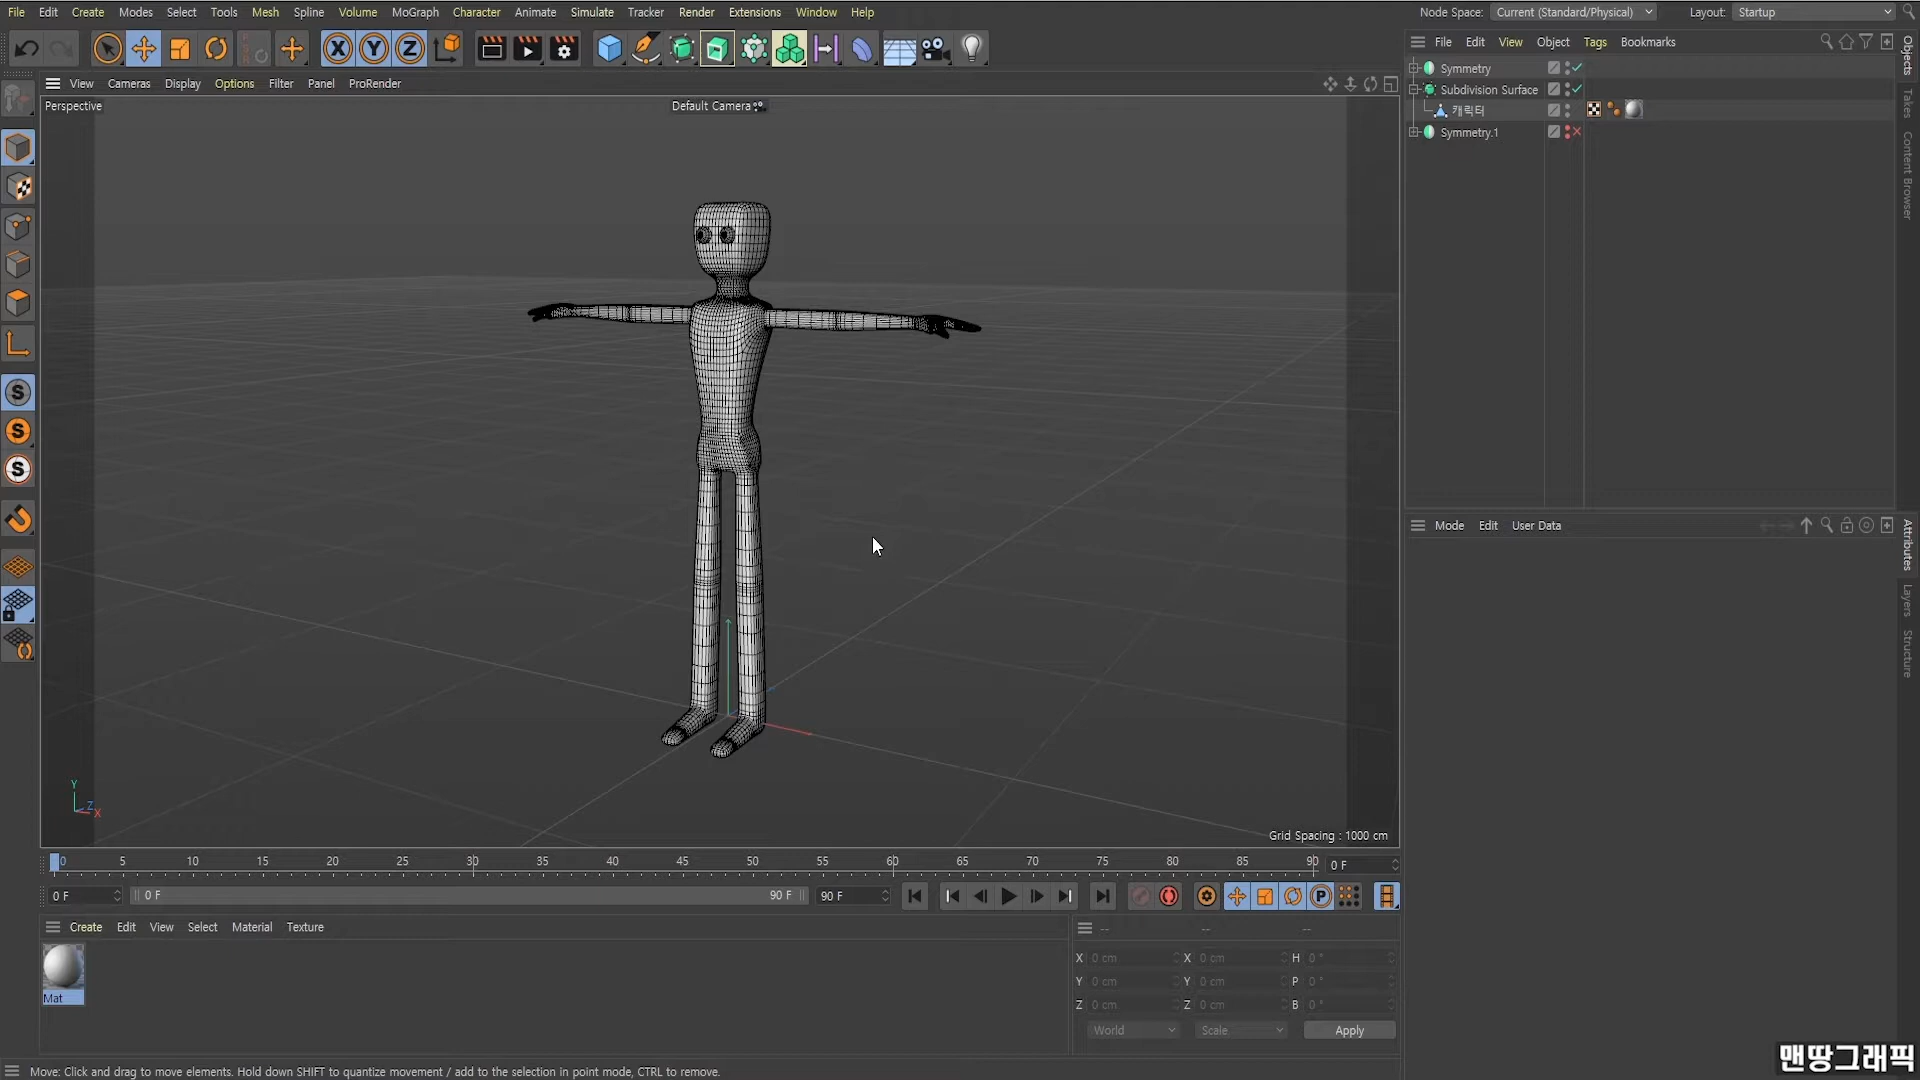 File Edit Create Modes Select Tools Mesh Spline Volume MoGraph Character Animate Simulate Tracker Render Extensions Window Help
Node Space: Current (Standard/Physical) Layout: Startup
X Y Z
File Edit View Object Tags Bookmarks
View Cameras Display Options Filter Panel ProRender
Perspective
Default Camera
Symmetry
Subdivision Surface
캐릭터
Symmetry.1
Objects
Takes
Content Browser
S
S
S
Mode Edit User Data
Attributes
Layers
Structure
Y
Z
X
Grid Spacing : 1000 cm
0 5 10 15 20 25 30 35 40 45 50 55 60 65 70 75 80 85 90 0 F
0 F 0 F 90 F 90 F P
Create Edit View Select Material Texture
-- -- --
Mat
X 0 cm X 0 cm H 0 °
Y 0 cm Y 0 cm P 0 °
Z 0 cm Z 0 cm B 0 °
World Scale Apply
Move: Click and drag to move elements. Hold down SHIFT to quantize movement / add to the selection in point mode, CTRL to remove.
맨땅그래픽